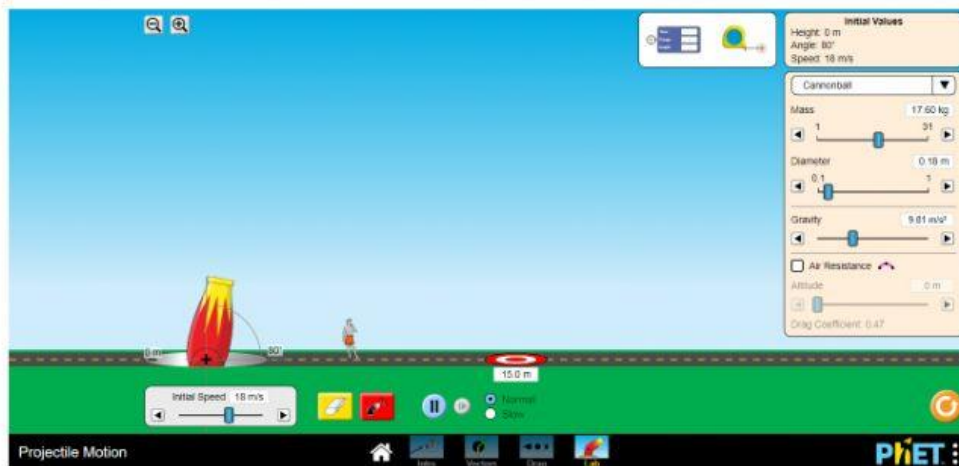 Initial Values
Height: 0 m
Angle: 80°
Speed: 18 m/s
Cannonball
Mass
17.60 kg
1
31
Diameter
0.18 m
0.1
1
Gravity
9.81 m/s²
Air Resistance
Altitude
0 m
Drag Coefficient: 0.47
0 m
80°
15.0 m
Initial Speed
18 m/s
Normal
Slow
Projectile Motion
Intro
Vectors
Drag
Lab
PhET